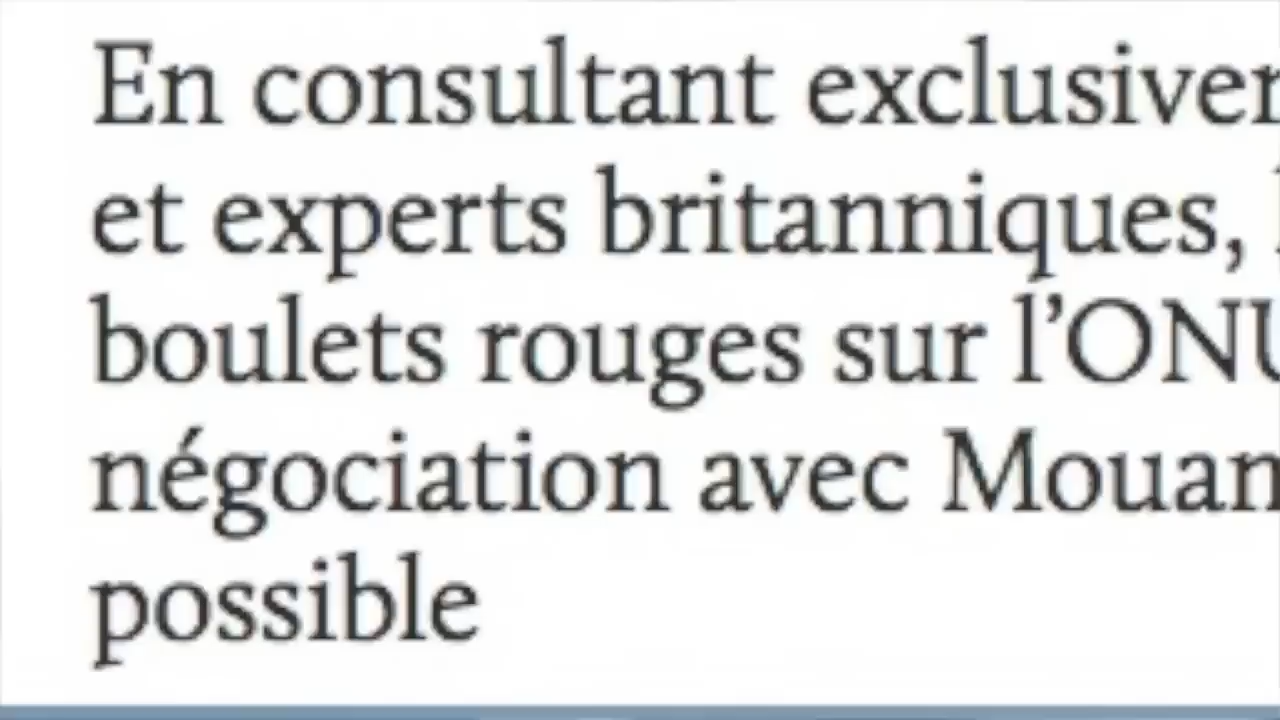 En consultant exclusiver
et experts britanniques,
boulets rouges sur l’ONU
négociation avec Mouan
possible